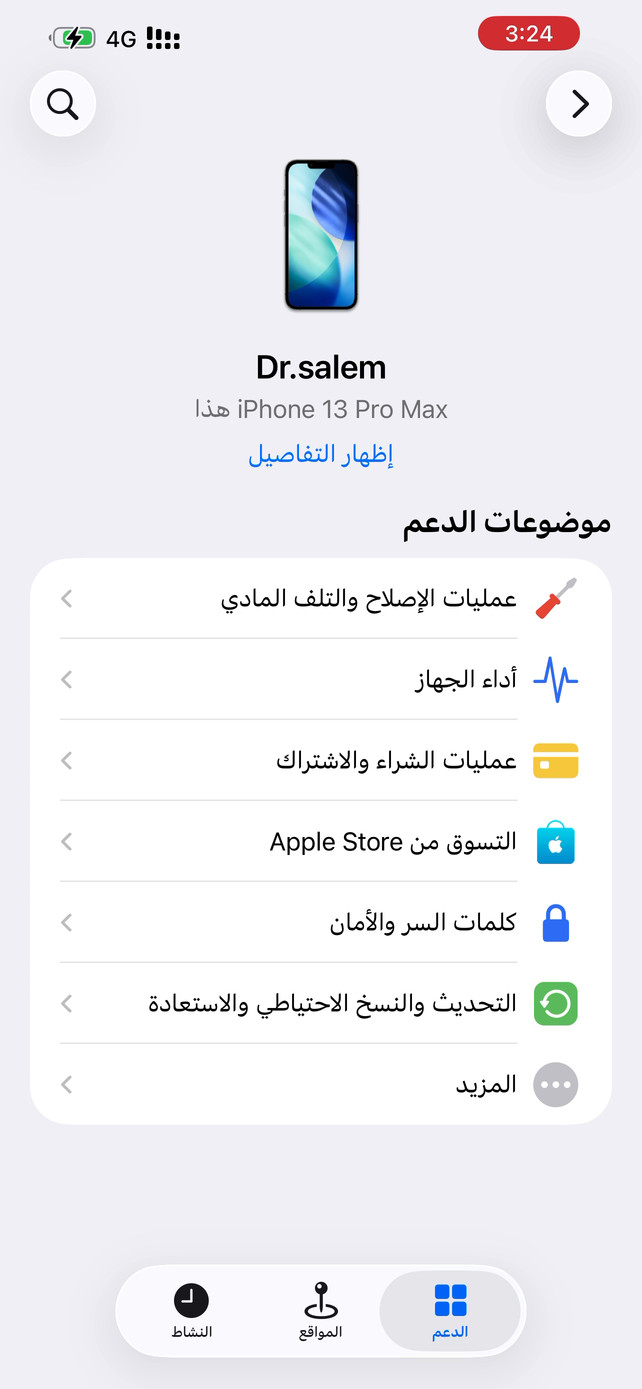 3:24
4G
Dr.salem
iPhone 13 Pro Max هذا
إظهار التفاصيل
موضوعات الدعم
عمليات الإصلاح والتلف المادي
أداء الجهاز
عمليات الشراء والاشتراك
التسوق من Apple Store
كلمات السر والأمان
التحديث والنسخ الاحتياطي والاستعادة
المزيد
الدعم
المواقع
النشاط